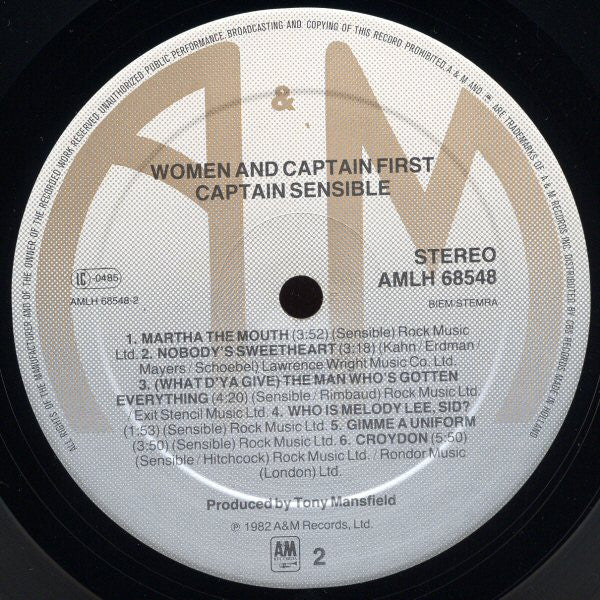 ALL RIGHTS OF THE MANUFACTURER AND OF THE OWNER OF THE RECORDED WORK RESERVED UNAUTHORIZED PUBLIC PERFORMANCE, BROADCASTING AND COPYING OF THIS RECORD PROHIBITED. A & M AND ARE TRADEMARKS OF A & M RECORDS INC. DISTRIBUTED BY CBS RECORDS. MADE IN HOLLAND
A & M
WOMEN AND CAPTAIN FIRST
CAPTAIN SENSIBLE
LC-0485
AMLH 68548-2
STEREO
AMLH 68548
BIEM/STEMRA
1. MARTHA THE MOUTH (3:52) (Sensible) Rock Music
Ltd. 2. NOBODY'S SWEETHEART (3:18) (Kahn / Erdman /
Mayers / Schoebel) Lawrence Wright Music Co. Ltd.
3. (WHAT D'YA GIVE) THE MAN WHO'S GOTTEN
EVERYTHING (4:20) (Sensible / Rimbaud) Rock Music Ltd.
/ Exit Stencil Music Ltd. 4. WHO IS MELODY LEE, SID?
(1:53) (Sensible) Rock Music Ltd. 5. GIMME A UNIFORM
(3:50) (Sensible) Rock Music Ltd. 6. CROYDON (5:50)
(Sensible / Hitchcock) Rock Music Ltd. / Rondor Music
(London) Ltd.
Produced by Tony Mansfield
℗ 1982 A&M Records, Ltd.
A&M
RECORDS
2